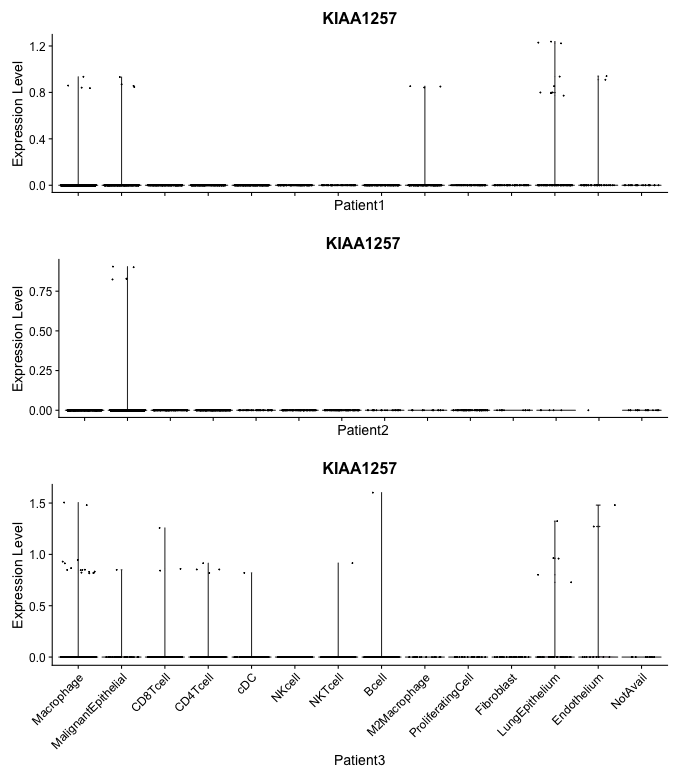 KIAA1257
Expression Level
1.2
0.8
0.4
0.0
Patient1
KIAA1257
Expression Level
0.75
0.50
0.25
0.00
Patient2
KIAA1257
Expression Level
1.5
1.0
0.5
0.0
Macrophage
MalignantEpithelial
CD8Tcell
CD4Tcell
cDC
NKcell
NKTcell
Bcell
M2Macrophage
ProliferatingCell
Fibroblast
LungEpithelium
Endothelium
NotAvail
Patient3